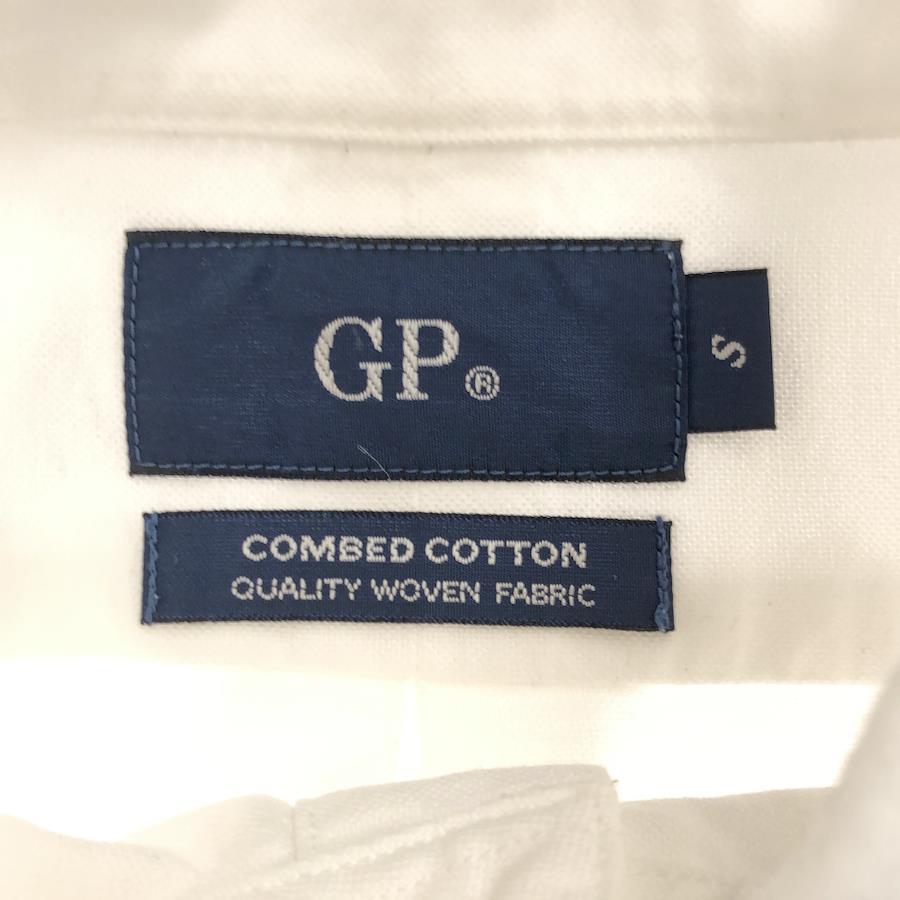 GP®
S
COMBED COTTON
QUALITY WOVEN FABRIC